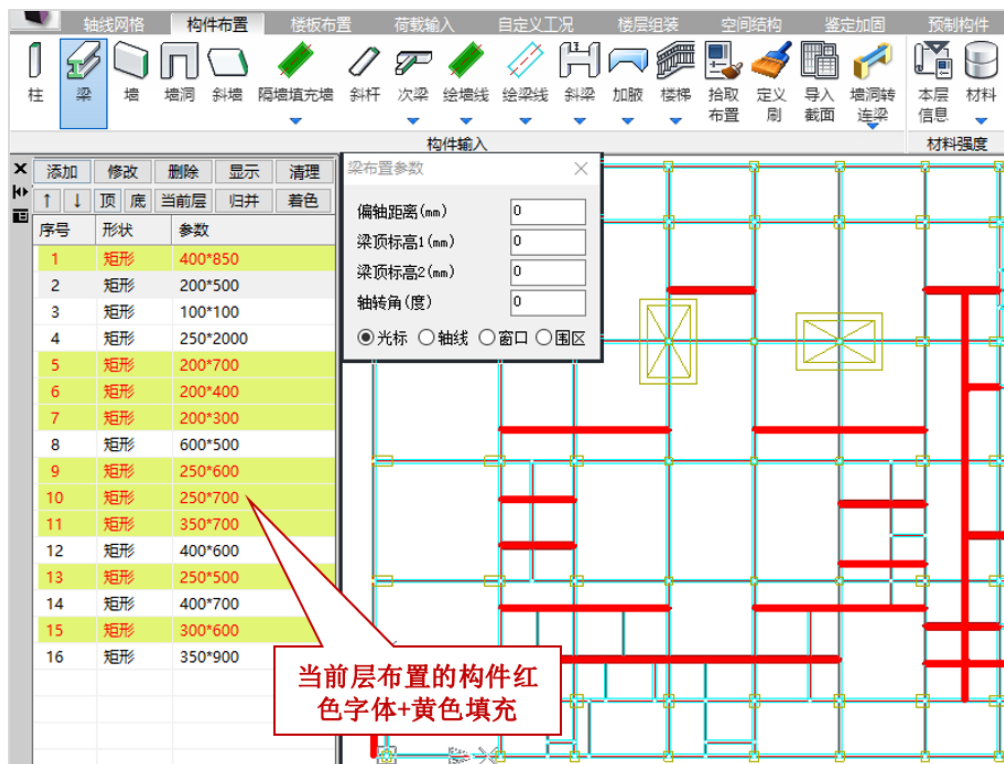 轴线网格 构件布置 楼板布置 荷载输入 自定义工况 楼层组装 空间结构 鉴定加固 预制构件
柱 梁 墙 墙洞 斜墙 隔墙填充墙 斜杆 次梁 绘墙线 绘梁线 斜梁 加腋 楼梯 拾取 定义 导入 墙洞转 本层 材料
布置 刷 截面 连梁 信息
构件输入 材料强度
添加 修改 删除 显示 清理
↑ ↓ 顶 底 当前层 归并 着色
序号 形状 参数
1 矩形 400*850
2 矩形 200*500
3 矩形 100*100
4 矩形 250*2000
5 矩形 200*700
6 矩形 200*400
7 矩形 200*300
8 矩形 600*500
9 矩形 250*600
10 矩形 250*700
11 矩形 350*700
12 矩形 400*600
13 矩形 250*500
14 矩形 400*700
15 矩形 300*600
16 矩形 350*900
梁布置参数
偏轴距离(mm) 0
梁顶标高1(mm) 0
梁顶标高2(mm) 0
轴转角(度) 0
光标 轴线 窗口 围区
当前层布置的构件红
色字体+黄色填充